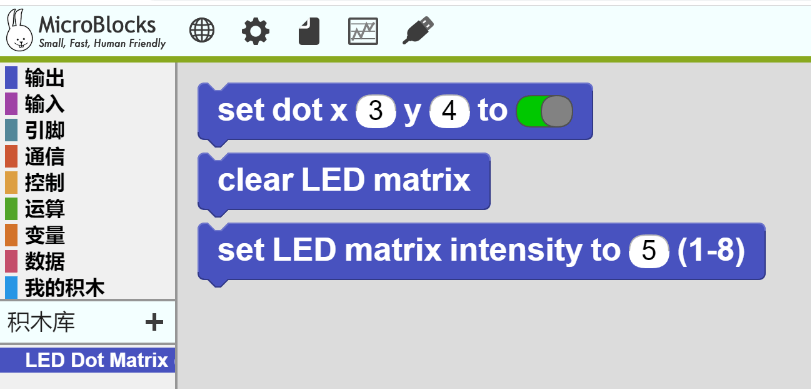 MicroBlocks
Small, Fast, Human Friendly
输出
输入
引脚
通信
控制
运算
变量
数据
我的积木
积木库 +
LED Dot Matrix
set dot x 3 y 4 to
clear LED matrix
set LED matrix intensity to 5 (1-8)